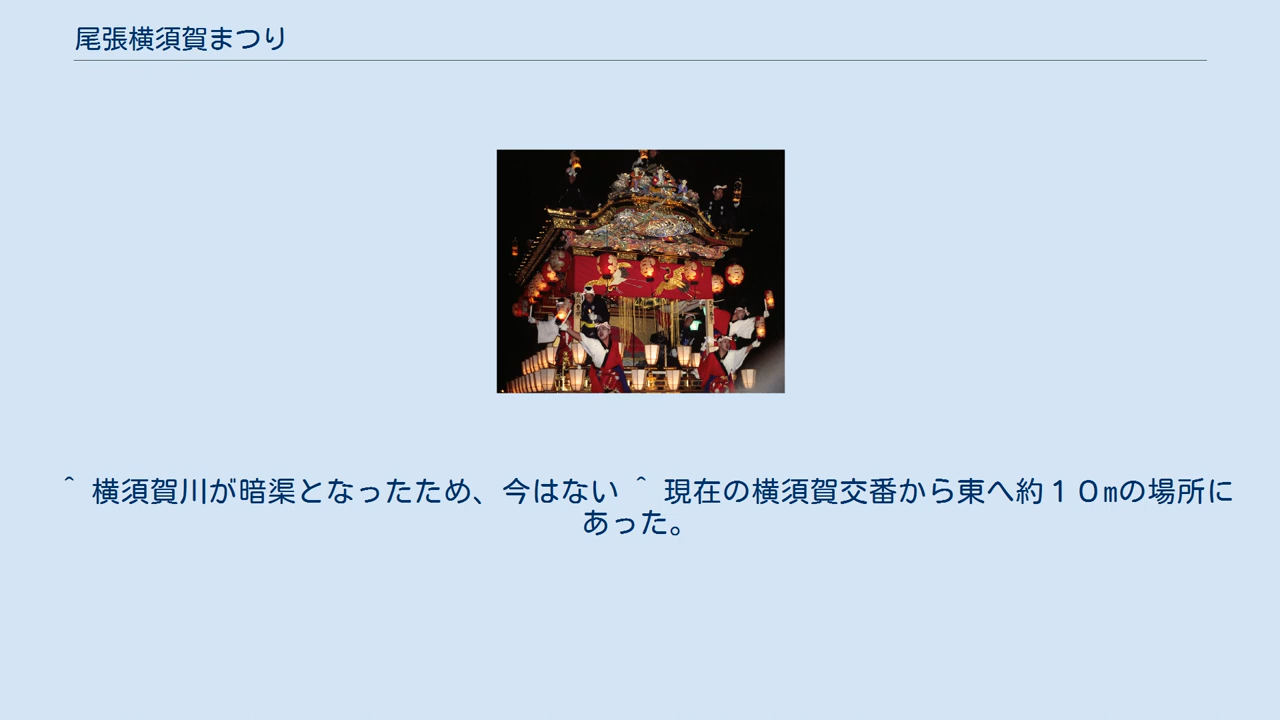 尾張横須賀まつり
^ 横須賀川が暗渠となったため、今はない ^ 現在の横須賀交番から東へ約１０mの場所に
あった。